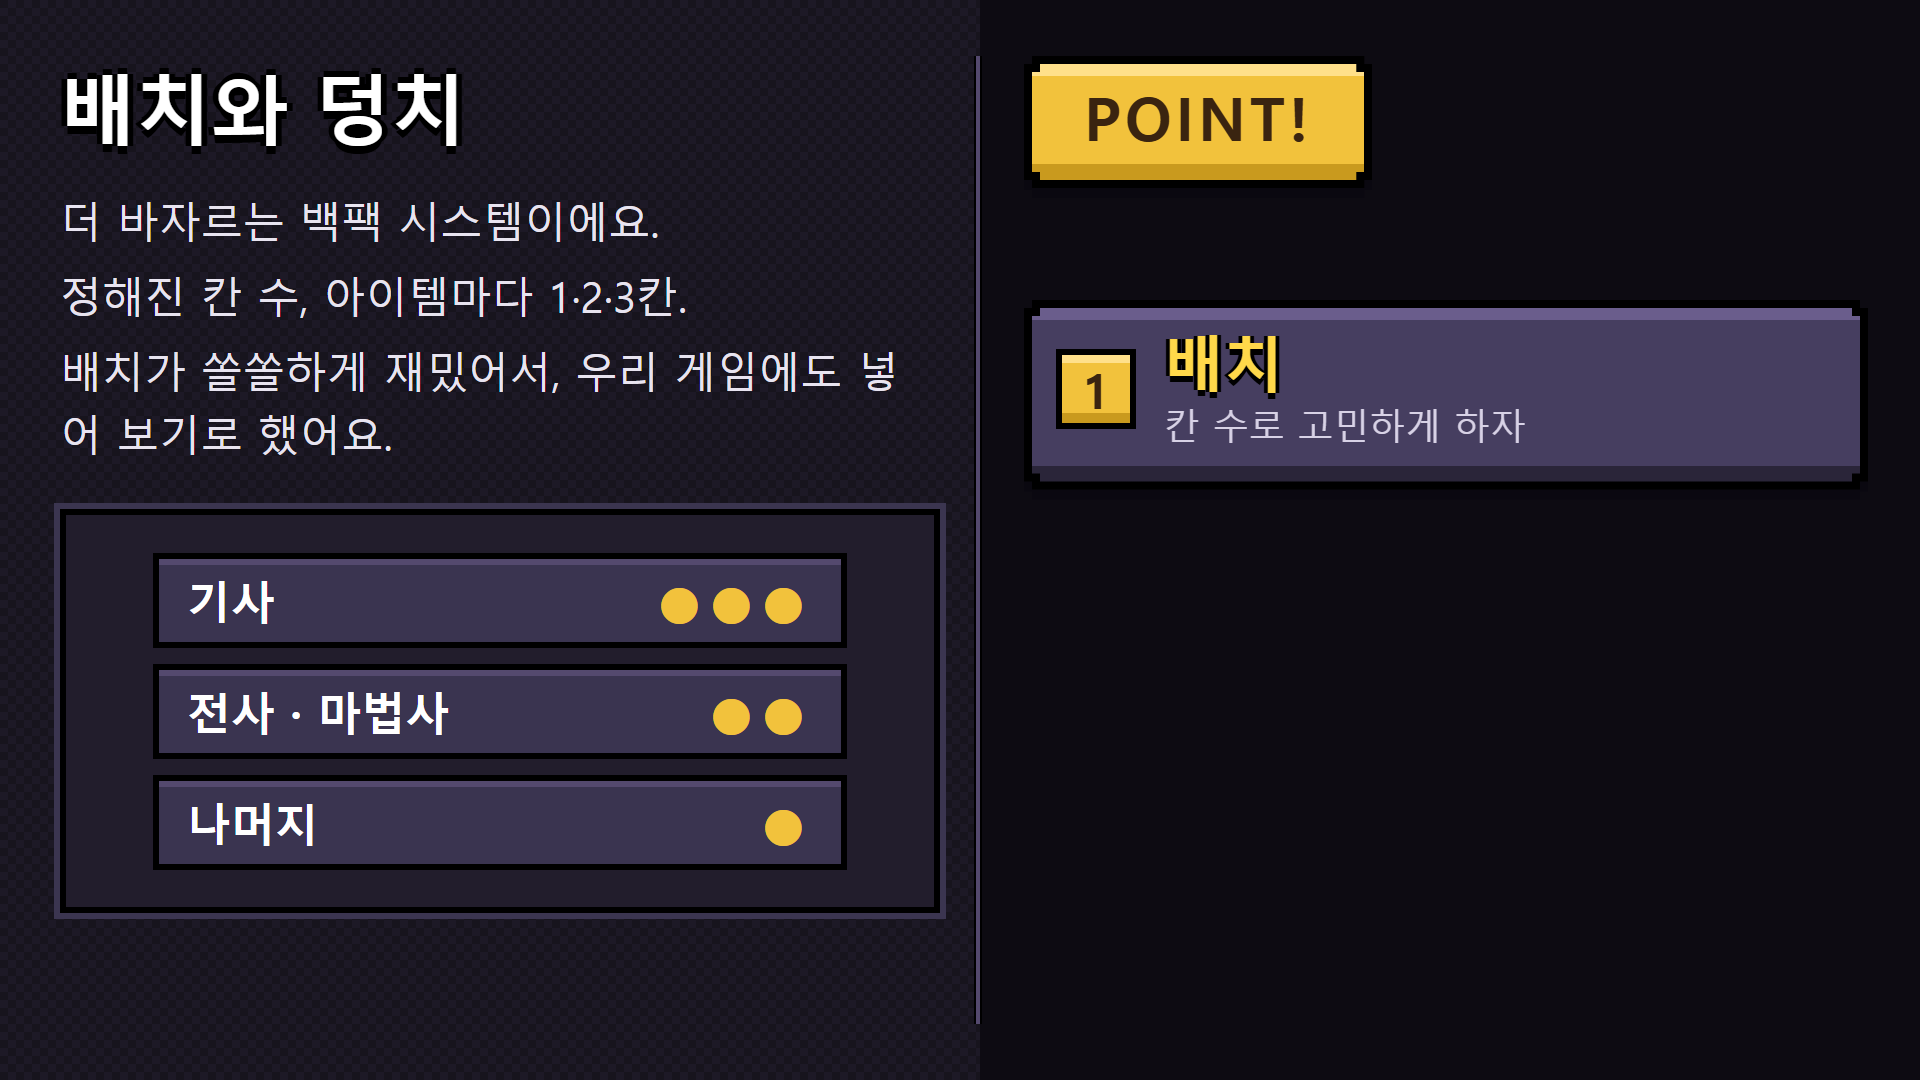 배치와 덩치
더 바자르는 백팩 시스템이에요.
정해진 칸 수, 아이템마다 1·2·3칸.
배치가 쏠쏠하게 재밌어서, 우리 게임에도 넣
어 보기로 했어요.
기사
전사 · 마법사
나머지
POINT!
1
배치
칸 수로 고민하게 하자